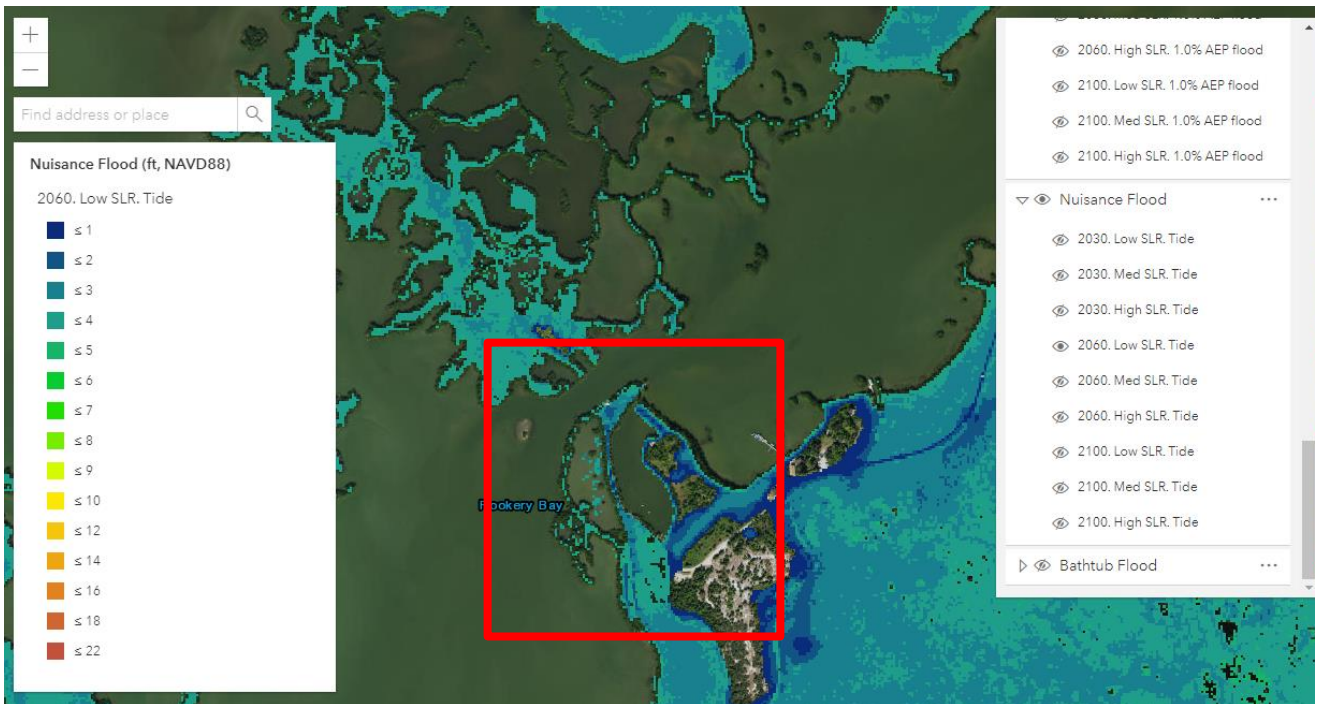 +
−
Find address or place
Nuisance Flood (ft, NAVD88)
2060. Low SLR. Tide
≤ 1
≤ 2
≤ 3
≤ 4
≤ 5
≤ 6
≤ 7
≤ 8
≤ 9
≤ 10
≤ 12
≤ 14
≤ 16
≤ 18
≤ 22
Rookery Bay
2060. High SLR. 1.0% AEP flood
2100. Low SLR. 1.0% AEP flood
2100. Med SLR. 1.0% AEP flood
2100. High SLR. 1.0% AEP flood
Nuisance Flood ...
2030. Low SLR. Tide
2030. Med SLR. Tide
2030. High SLR. Tide
2060. Low SLR. Tide
2060. Med SLR. Tide
2060. High SLR. Tide
2100. Low SLR. Tide
2100. Med SLR. Tide
2100. High SLR. Tide
Bathtub Flood ...